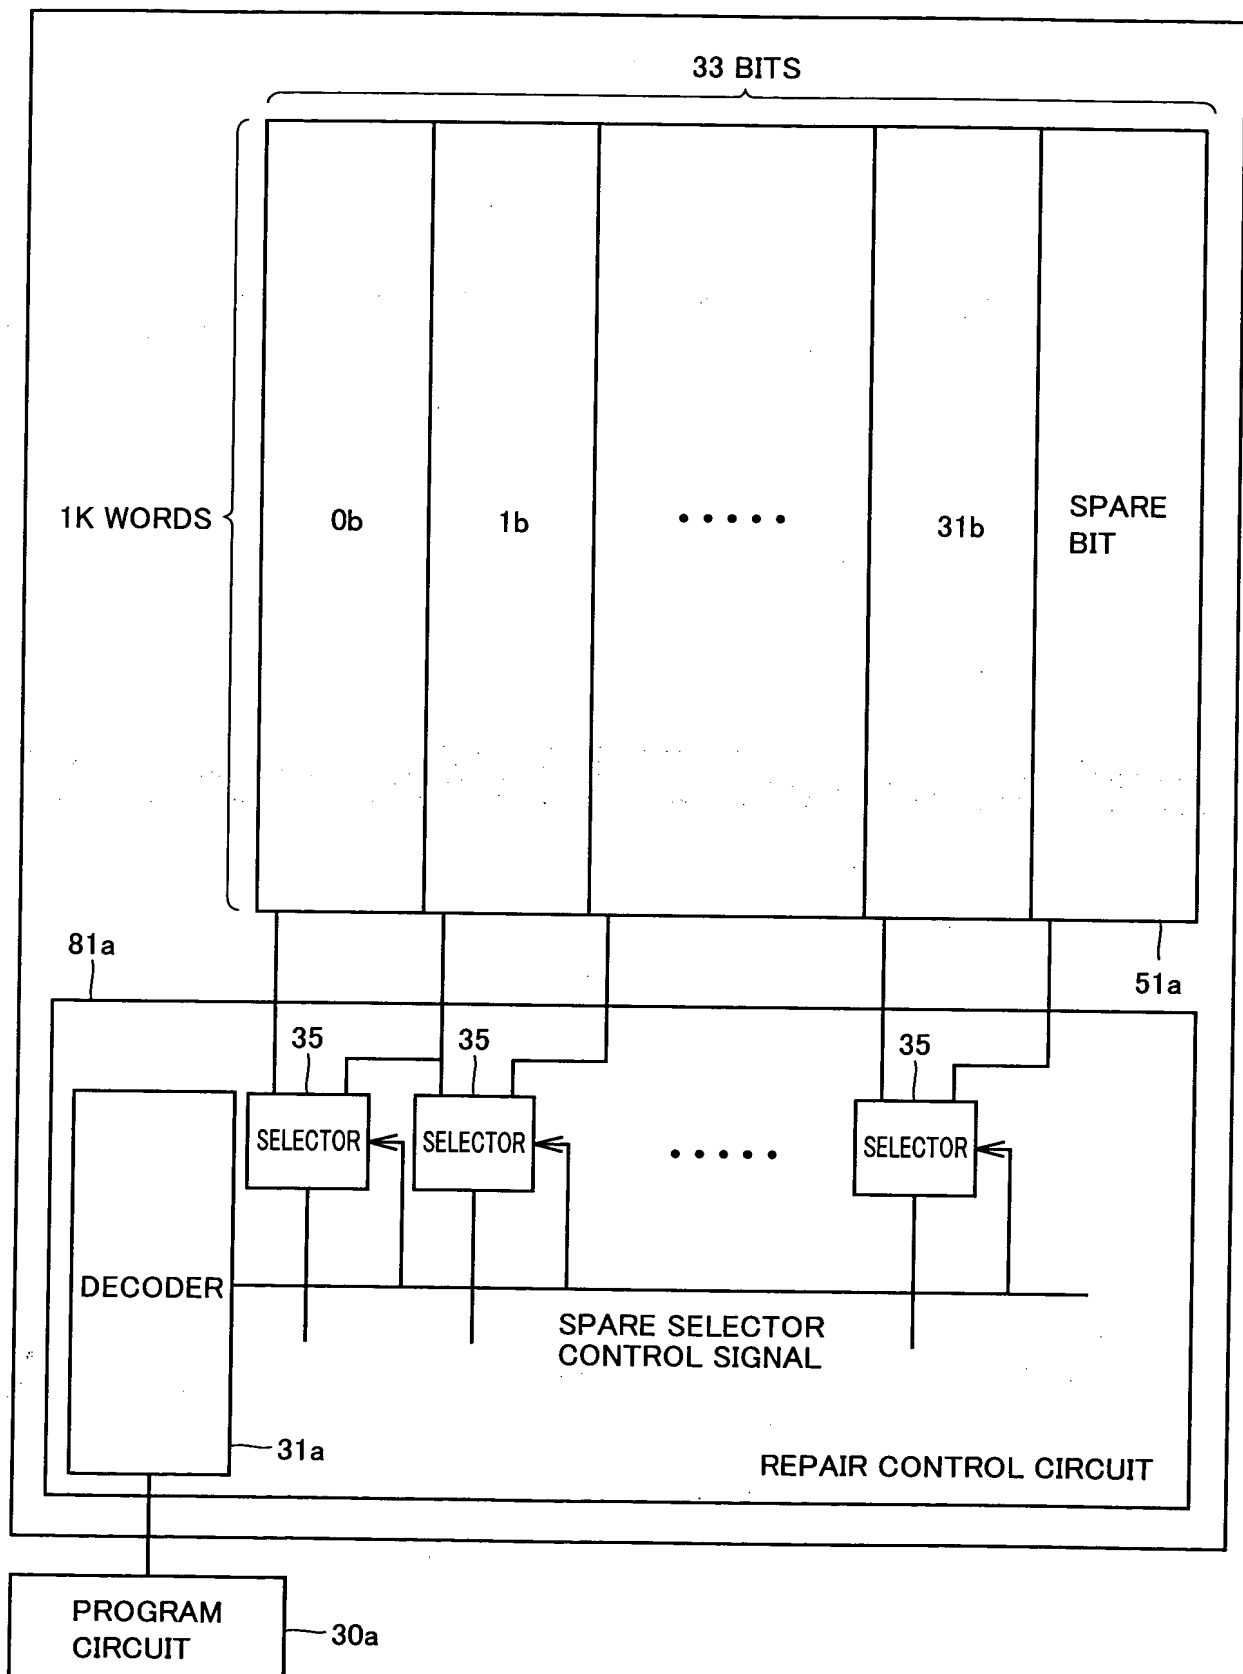 33 BITS
1K WORDS
0b
1b
31b
SPARE
BIT
81a
51a
35
35
35
SELECTOR
SELECTOR
SELECTOR
DECODER
SPARE SELECTOR
CONTROL SIGNAL
31a
REPAIR CONTROL CIRCUIT
PROGRAM
CIRCUIT
30a